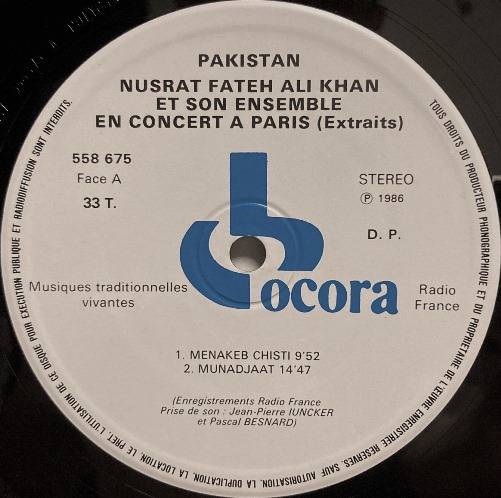 PAKISTAN
NUSRAT FATEH ALI KHAN
ET SON ENSEMBLE
EN CONCERT A PARIS (Extraits)
558 675
Face A
33 T.
STEREO
Ⓟ 1986
D. P.
ocora
Musiques traditionnelles
vivantes
Radio
France
1. MENAKEB CHISTI 9'52
2. MUNADJAAT 14'47
(Enregistrements Radio France
Prise de son : Jean-Pierre IUNCKER
et Pascal BESNARD)
TOUS DROITS DU PRODUCTEUR PHONOGRAPHIQUE ET DU PROPRIETAIRE DE L'ŒUVRE ENREGISTREE RESERVES. SAUF AUTORISATION, LA DUPLICATION, LA LOCATION, LE PRET, L'UTILISATION DE CE DISQUE POUR EXECUTION PUBLIQUE ET RADIODIFFUSION SONT INTERDITS.